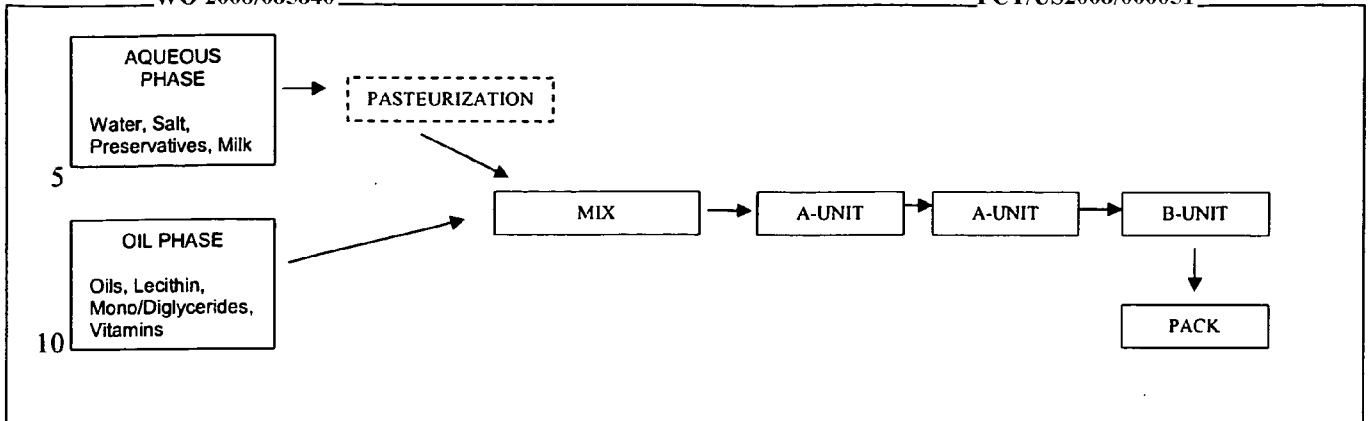 AQUEOUS
PHASE
Water, Salt,
Preservatives, Milk
PASTEURIZATION
5
MIX
A-UNIT
A-UNIT
B-UNIT
OIL PHASE
Oils, Lecithin,
Mono/Diglycerides,
Vitamins
PACK
10